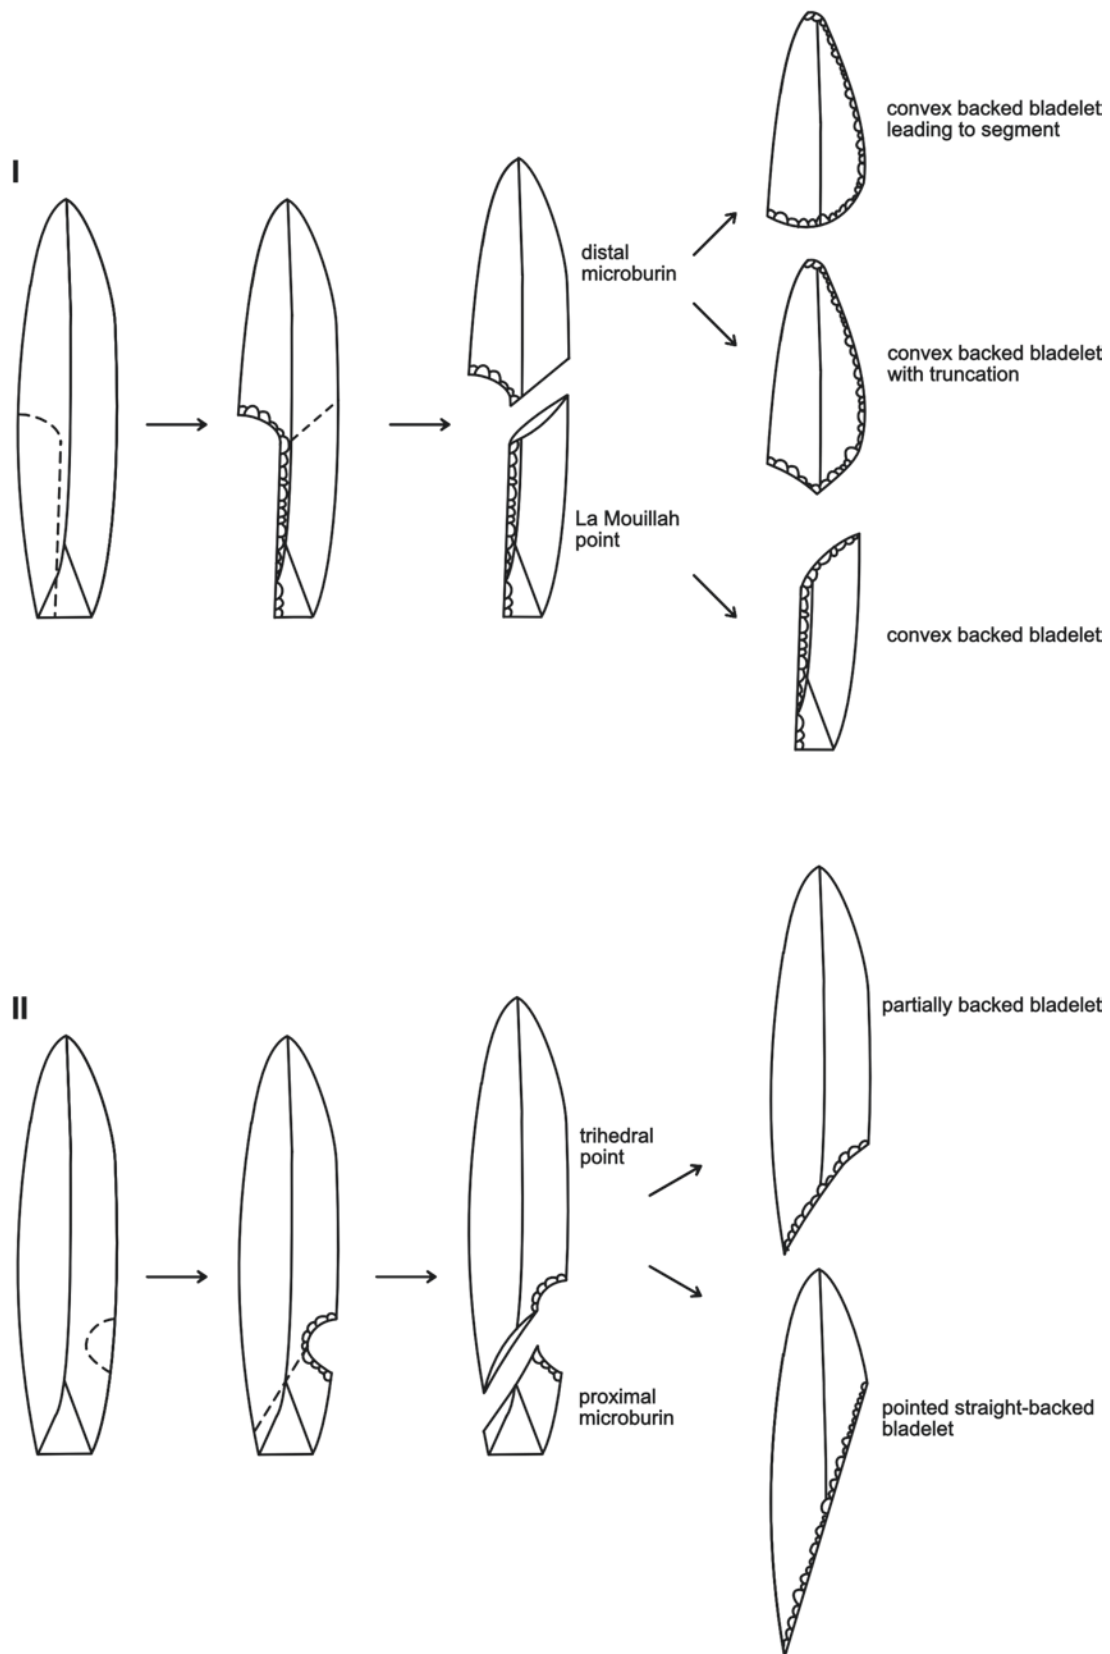 I
convex backed bladelet
leading to segment
distal
microburin
convex backed bladelet
with truncation
La Mouillah
point
convex backed bladelet
II
partially backed bladelet
trihedral
point
proximal
microburin
pointed straight-backed
bladelet